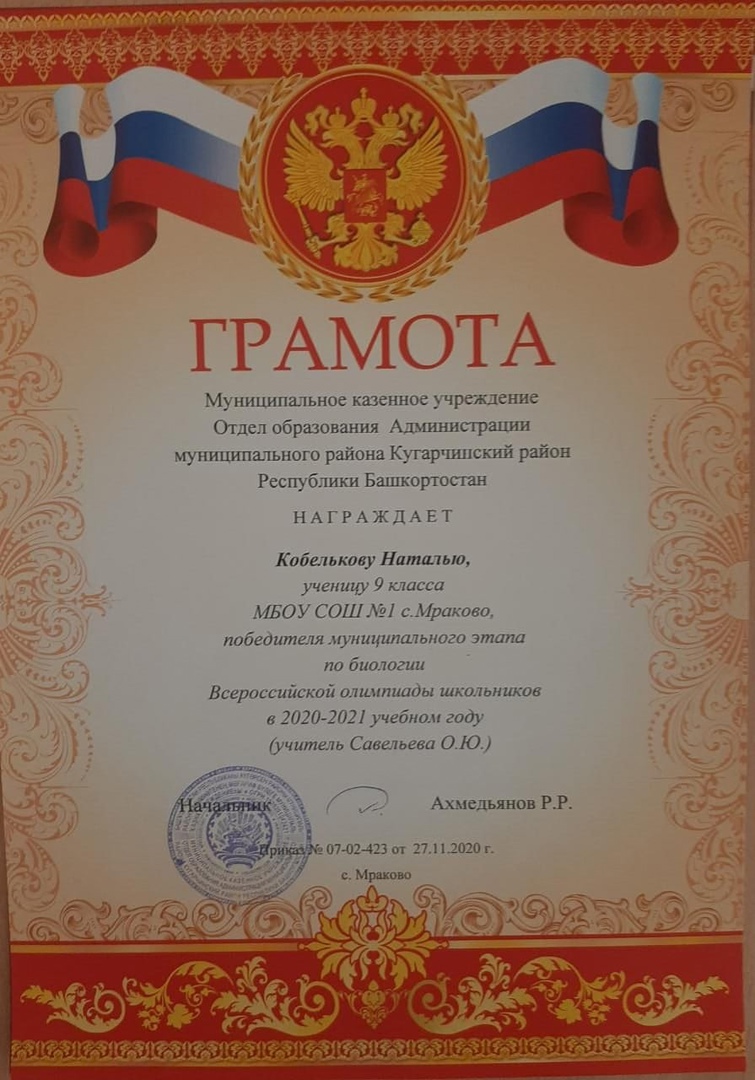 ГРАМОТА
Муниципальное казенное учреждение
Отдел образования Администрации
муниципального района Кугарчинский район
Республики Башкортостан
НАГРАЖДАЕТ
Кобелькову Наталью,
ученицу 9 класса
МБОУ СОШ №1 с.Мраково,
победителя муниципального этапа
по биологии
Всероссийской олимпиады школьников
в 2020-2021 учебном году
(учитель Савельева О.Ю.)
Начальник Ахмедьянов Р.Р.
Приказ № 07-02-423 от 27.11.2020 г.
с. Мраково